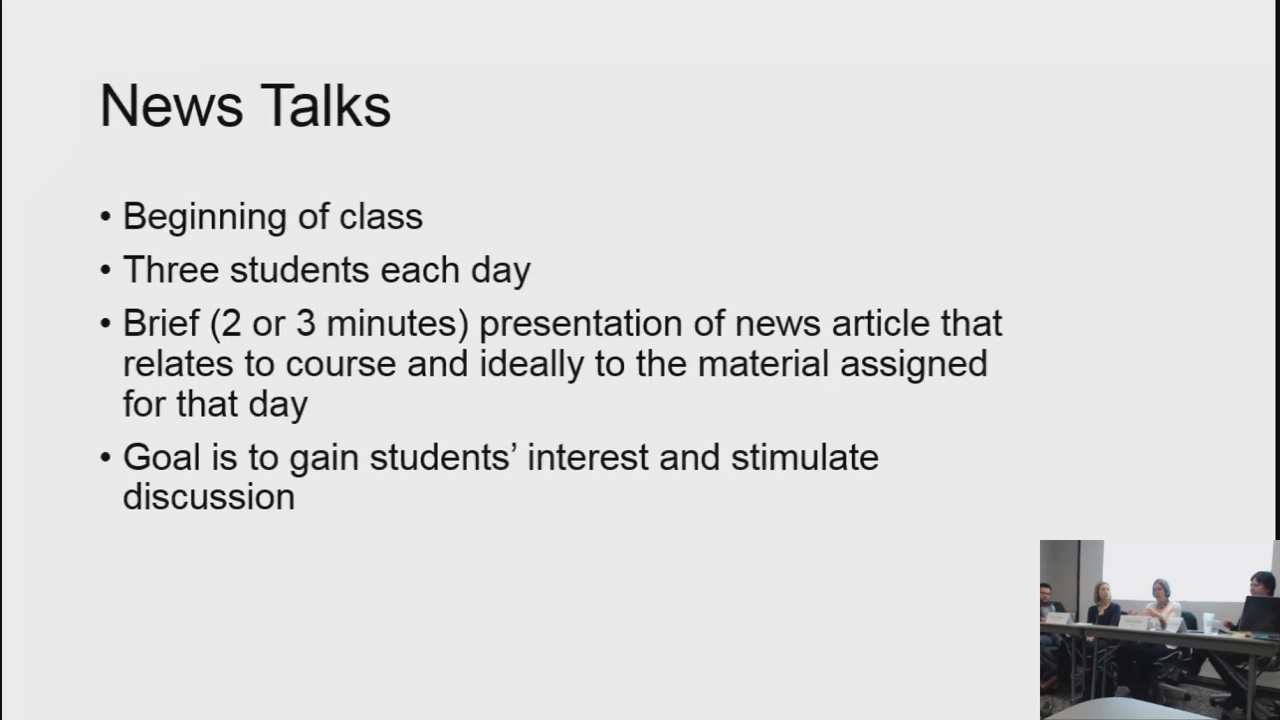 News Talks
• Beginning of class
• Three students each day
• Brief (2 or 3 minutes) presentation of news article that
relates to course and ideally to the material assigned
for that day
• Goal is to gain students’ interest and stimulate
discussion